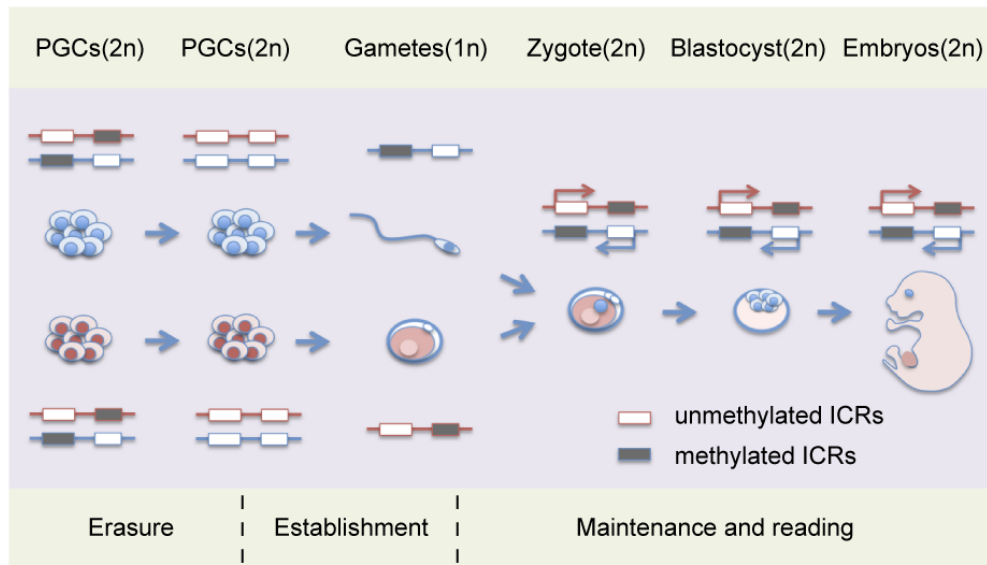 PGCs(2n) PGCs(2n) Gametes(1n) Zygote(2n) Blastocyst(2n) Embryos(2n)
unmethylated ICRs
methylated ICRs
Erasure Establishment Maintenance and reading